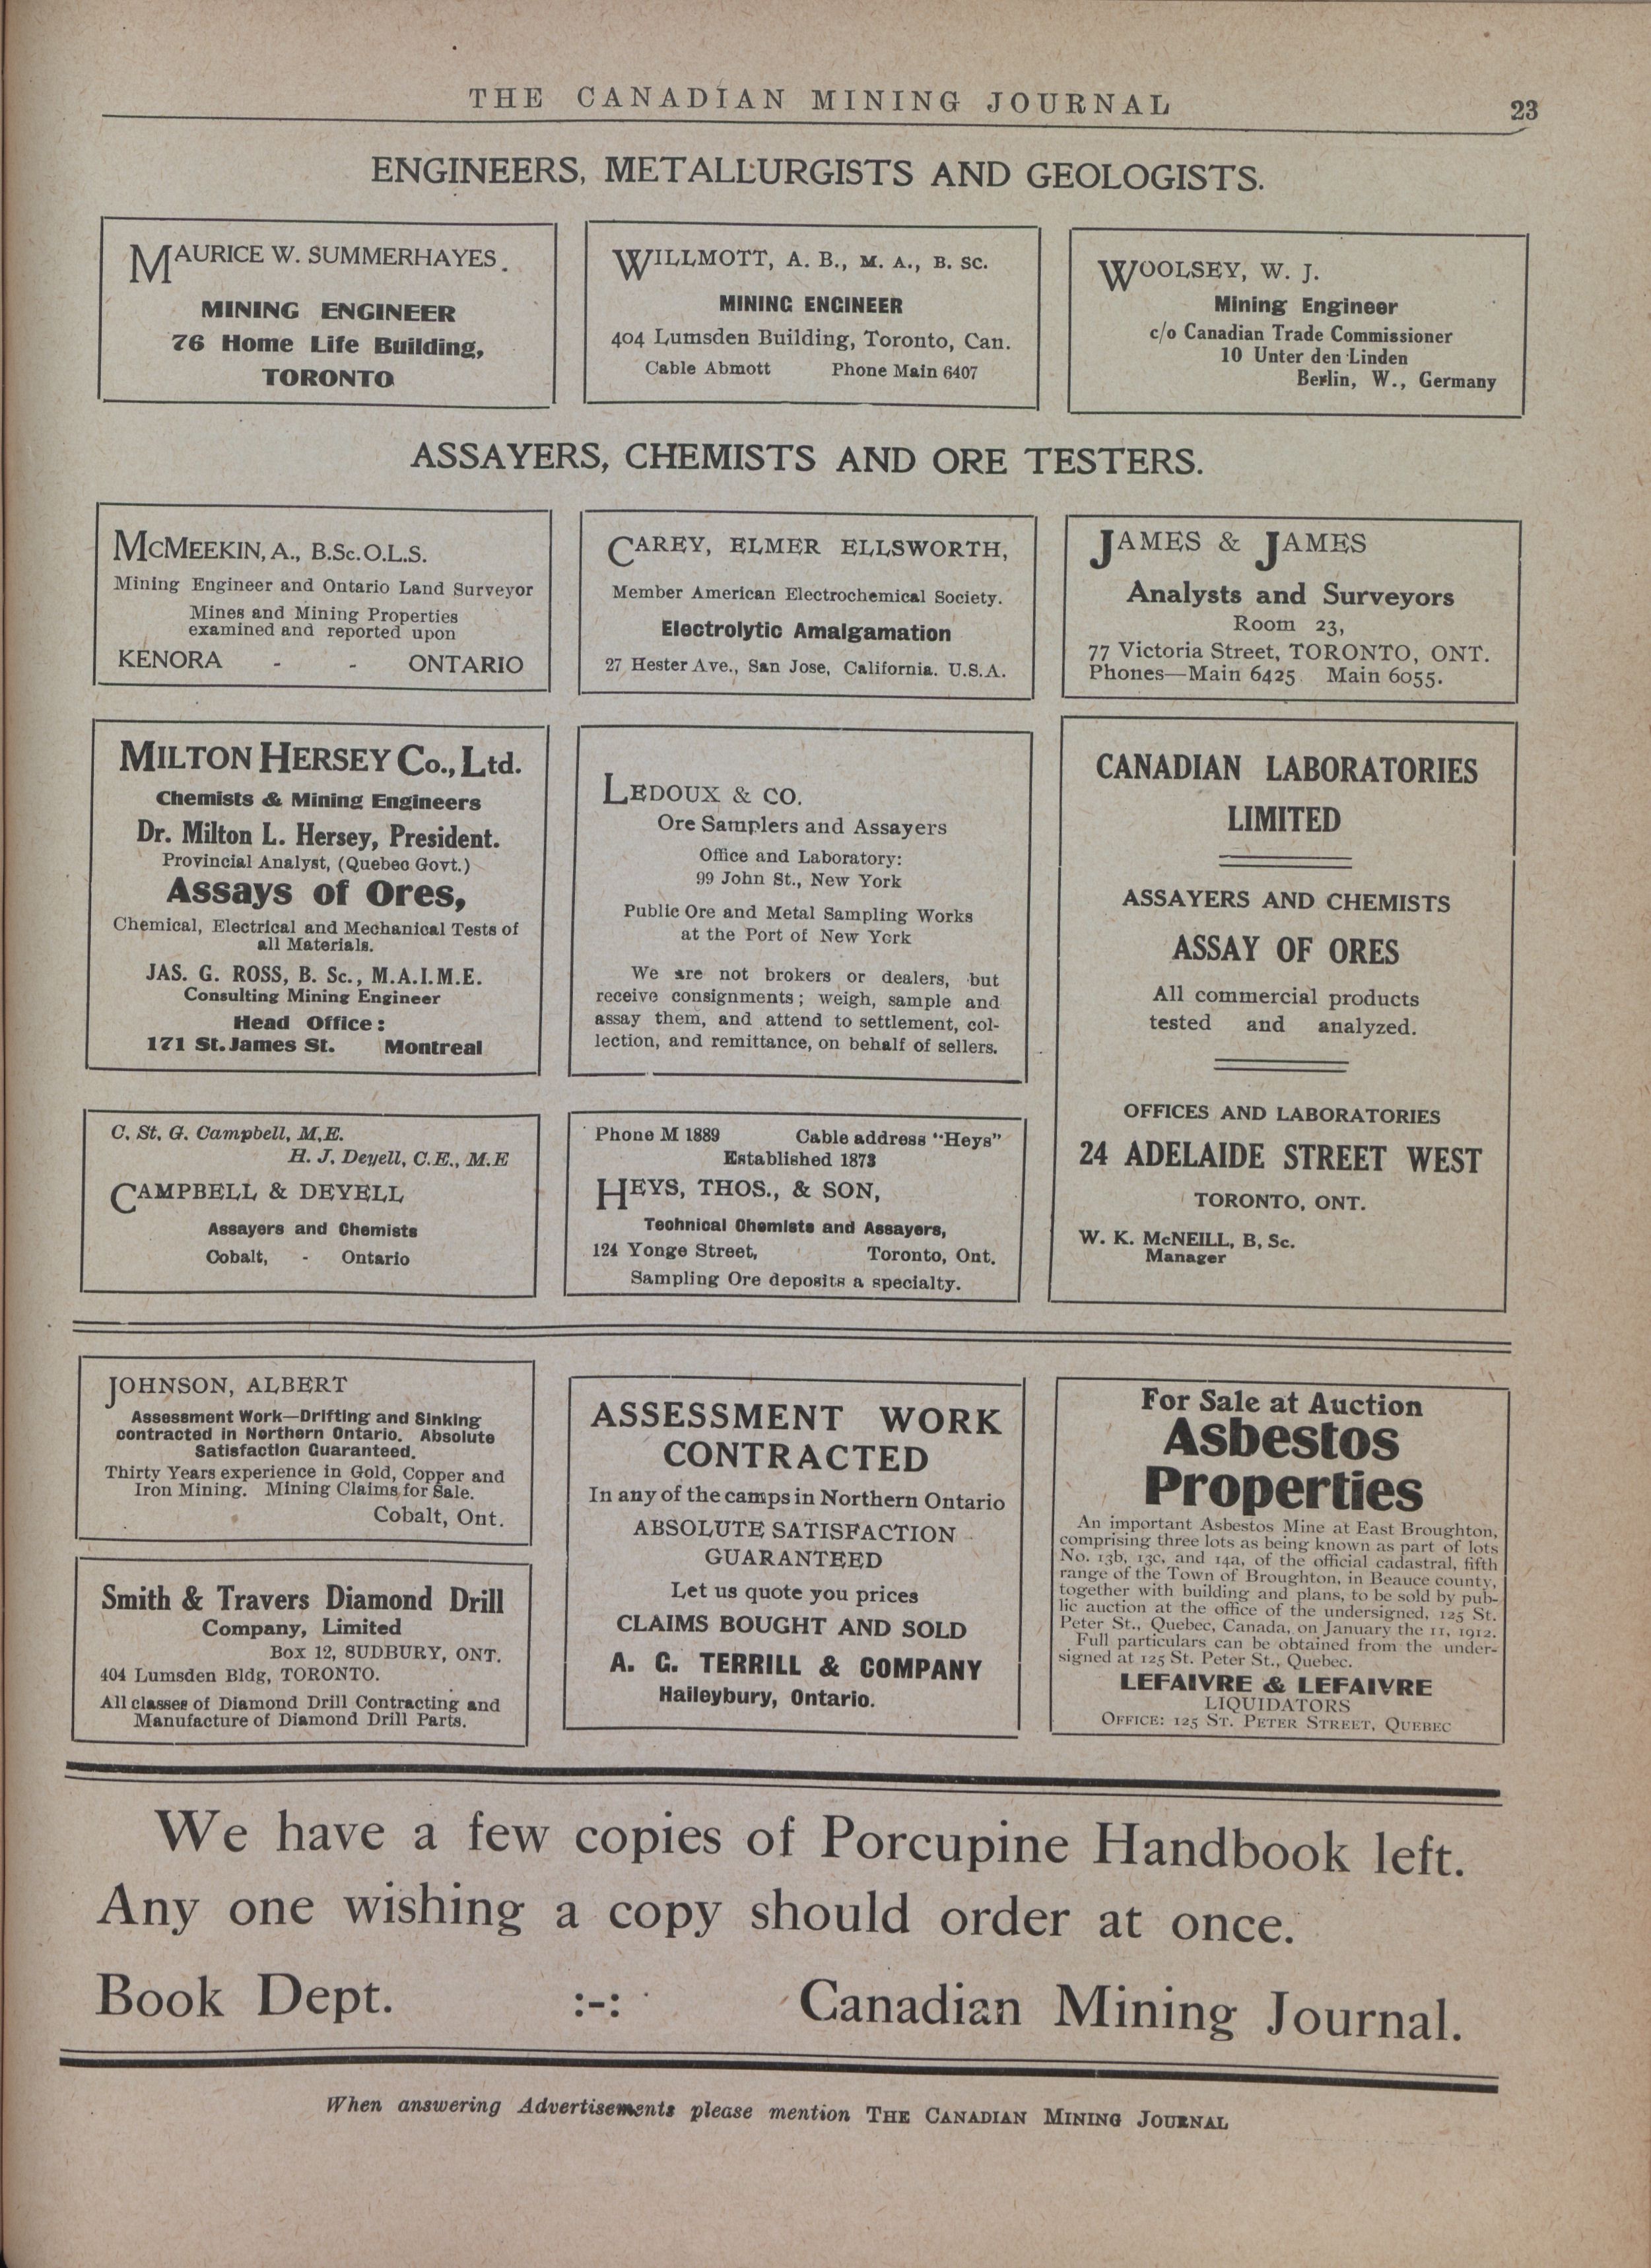 THE CANADIAN MINING JOURNAL
23
ENGINEERS, METALLURGISTS AND GEOLOGISTS.
MAURICE W. SUMMERHAYES.
MINING ENGINEER
76 Home Life Building,
TORONTO
WILLMOTT, A. B., M. A., B. SC.
MINING ENGINEER
404 Lumsden Building, Toronto, Can.
Cable Abmott Phone Main 6407
WOOLSEY, W. J.
Mining Engineer
c/o Canadian Trade Commissioner
10 Unter den Linden
Berlin, W., Germany
ASSAYERS, CHEMISTS AND ORE TESTERS.
MCMEEKIN, A., B.Sc.O.L.S.
Mining Engineer and Ontario Land Surveyor
Mines and Mining Properties
examined and reported upon
KENORA - - ONTARIO
CAREY, ELMER ELLSWORTH,
Member American Electrochemical Society.
Electrolytic Amalgamation
27 Hester Ave., San Jose, California. U.S.A.
JAMES & JAMES
Analysts and Surveyors
Room 23,
77 Victoria Street, TORONTO, ONT.
Phones—Main 6425 Main 6055.
MILTON HERSEY Co., Ltd.
Chemists & Mining Engineers
Dr. Milton L. Hersey, President.
Provincial Analyst, (Quebec Govt.)
Assays of Ores,
Chemical, Electrical and Mechanical Tests of
all Materials.
JAS. G. ROSS, B. Sc., M.A.I.M.E.
Consulting Mining Engineer
Head Office:
171 St. James St. Montreal
LEDOUX & CO.
Ore Samplers and Assayers
Office and Laboratory:
99 John St., New York
Public Ore and Metal Sampling Works
at the Port of New York
We are not brokers or dealers, but
receive consignments; weigh, sample and
assay them, and attend to settlement, col-
lection, and remittance, on behalf of sellers.
CANADIAN LABORATORIES
LIMITED
ASSAYERS AND CHEMISTS
ASSAY OF ORES
All commercial products
tested and analyzed.
OFFICES AND LABORATORIES
24 ADELAIDE STREET WEST
TORONTO, ONT.
W. K. McNEILL, B, Sc.
Manager
C. St. G. Campbell, M.E.
H. J. Deyell, C.E., M.E
CAMPBELL & DEYELL
Assayers and Chemists
Cobalt, - Ontario
Phone M 1889 Cable address "Heys"
Established 1873
HEYS, THOS., & SON,
Technical Chemists and Assayers,
124 Yonge Street, Toronto, Ont.
Sampling Ore deposits a specialty.
JOHNSON, ALBERT
Assessment Work—Drifting and Sinking
contracted in Northern Ontario. Absolute
Satisfaction Guaranteed.
Thirty Years experience in Gold, Copper and
Iron Mining. Mining Claims for Sale.
Cobalt, Ont.
Smith & Travers Diamond Drill
Company, Limited
Box 12, SUDBURY, ONT.
404 Lumsden Bldg, TORONTO.
All classes of Diamond Drill Contracting and
Manufacture of Diamond Drill Parts.
ASSESSMENT WORK
CONTRACTED
In any of the camps in Northern Ontario
ABSOLUTE SATISFACTION
GUARANTEED
Let us quote you prices
CLAIMS BOUGHT AND SOLD
A. G. TERRILL & COMPANY
Haileybury, Ontario.
For Sale at Auction
Asbestos
Properties
An important Asbestos Mine at East Broughton,
comprising three lots as being known as part of lots
No. 13b, 13c, and 14a, of the official cadastral, fifth
range of the Town of Broughton, in Beauce county,
together with building and plans, to be sold by pub-
lic auction at the office of the undersigned, 125 St.
Peter St., Quebec, Canada, on January the 11, 1912.
Full particulars can be obtained from the under-
signed at 125 St. Peter St., Quebec.
LEFAIVRE & LEFAIVRE
LIQUIDATORS
OFFICE: 125 ST. PETER STREET, QUEBEC
We have a few copies of Porcupine Handbook left.
Any one wishing a copy should order at once.
Book Dept. :-: Canadian Mining Journal.
When answering Advertisements please mention THE CANADIAN MINING JOURNAL